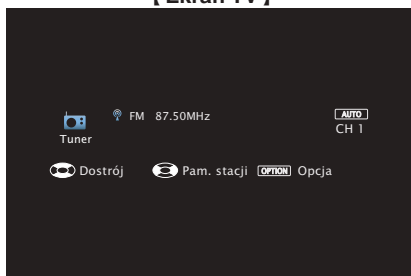 【 Ekran TV 】
FM 87.50MHz
AUTO
CH 1
Tuner
Dostrój Pam. stacji OPTION Opcja